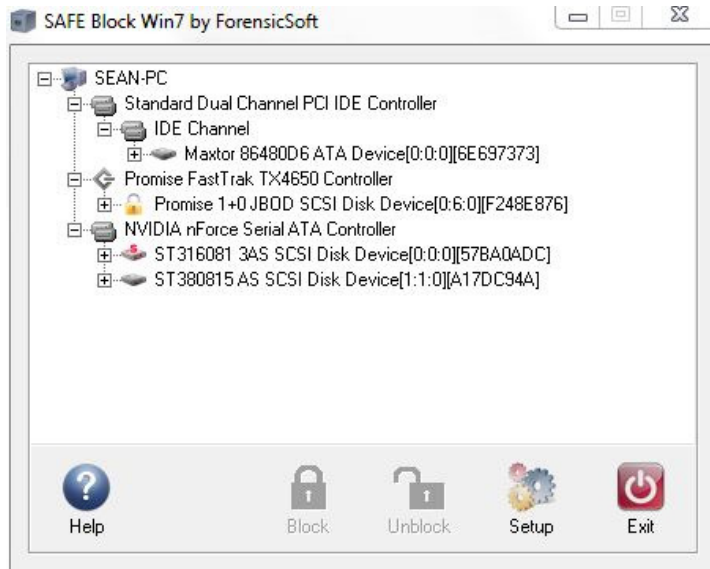 SAFE Block Win7 by ForensicSoft
SEAN-PC
Standard Dual Channel PCI IDE Controller
IDE Channel
Maxtor 86480D6 ATA Device[0:0:0][6E697373]
Promise FastTrak TX4650 Controller
Promise 1+0 JBOD SCSI Disk Device[0:6:0][F248E876]
NVIDIA nForce Serial ATA Controller
ST316081 3AS SCSI Disk Device[0:0:0][57BA0ADC]
ST380815 AS SCSI Disk Device[1:1:0][A17DC94A]
Help
Block
Unblock
Setup
Exit